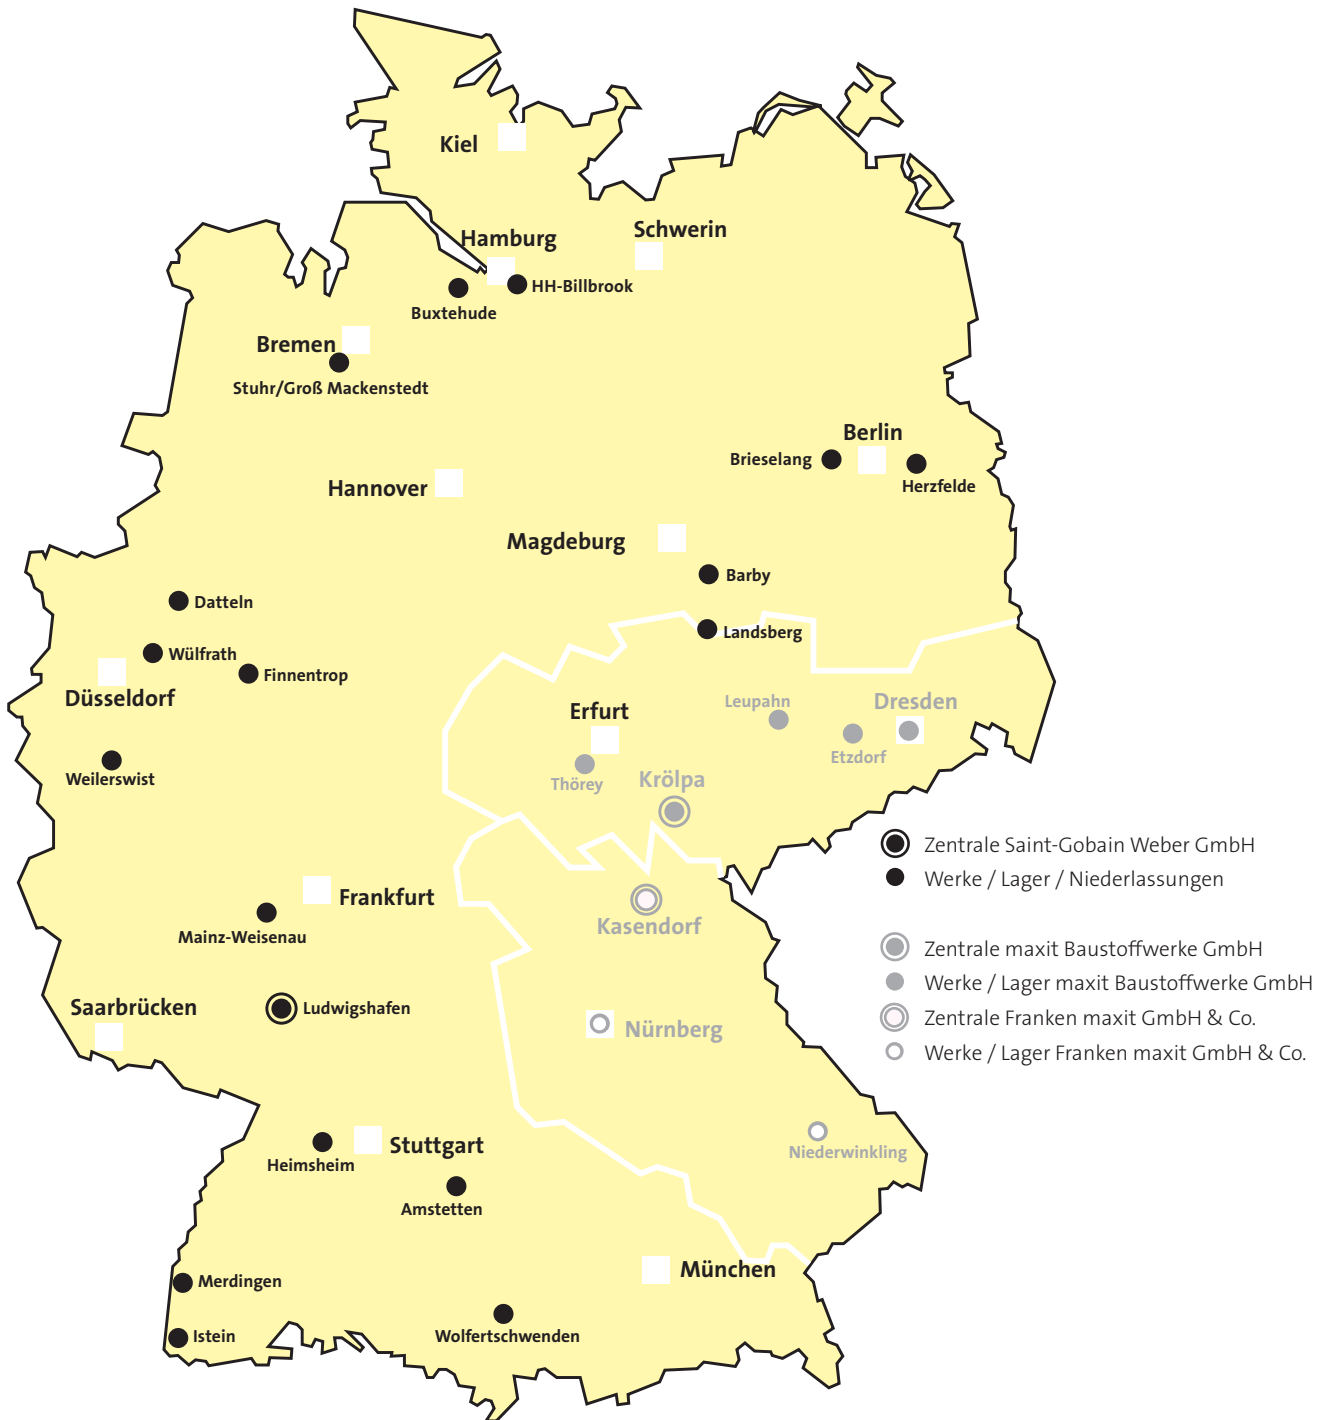 Kiel
Schwerin
Hamburg
HH-Billbrook
Buxtehude
Bremen
Stuhr/Groß Mackenstedt
Berlin
Brieselang
Herzfelde
Hannover
Magdeburg
Barby
Datteln
Landsberg
Wülfrath
Finnentrop
Düsseldorf
Leupahn
Dresden
Erfurt
Etzdorf
Weilerswist
Thörey
Krölpa
Zentrale Saint-Gobain Weber GmbH
Werke / Lager / Niederlassungen
Frankfurt
Kasendorf
Mainz-Weisenau
Zentrale maxit Baustoffwerke GmbH
Werke / Lager maxit Baustoffwerke GmbH
Saarbrücken
Ludwigshafen
Zentrale Franken maxit GmbH & Co.
Nürnberg
Werke / Lager Franken maxit GmbH & Co.
Stuttgart
Niederwinkling
Heimsheim
Amstetten
München
Merdingen
Istein
Wolfertschwenden